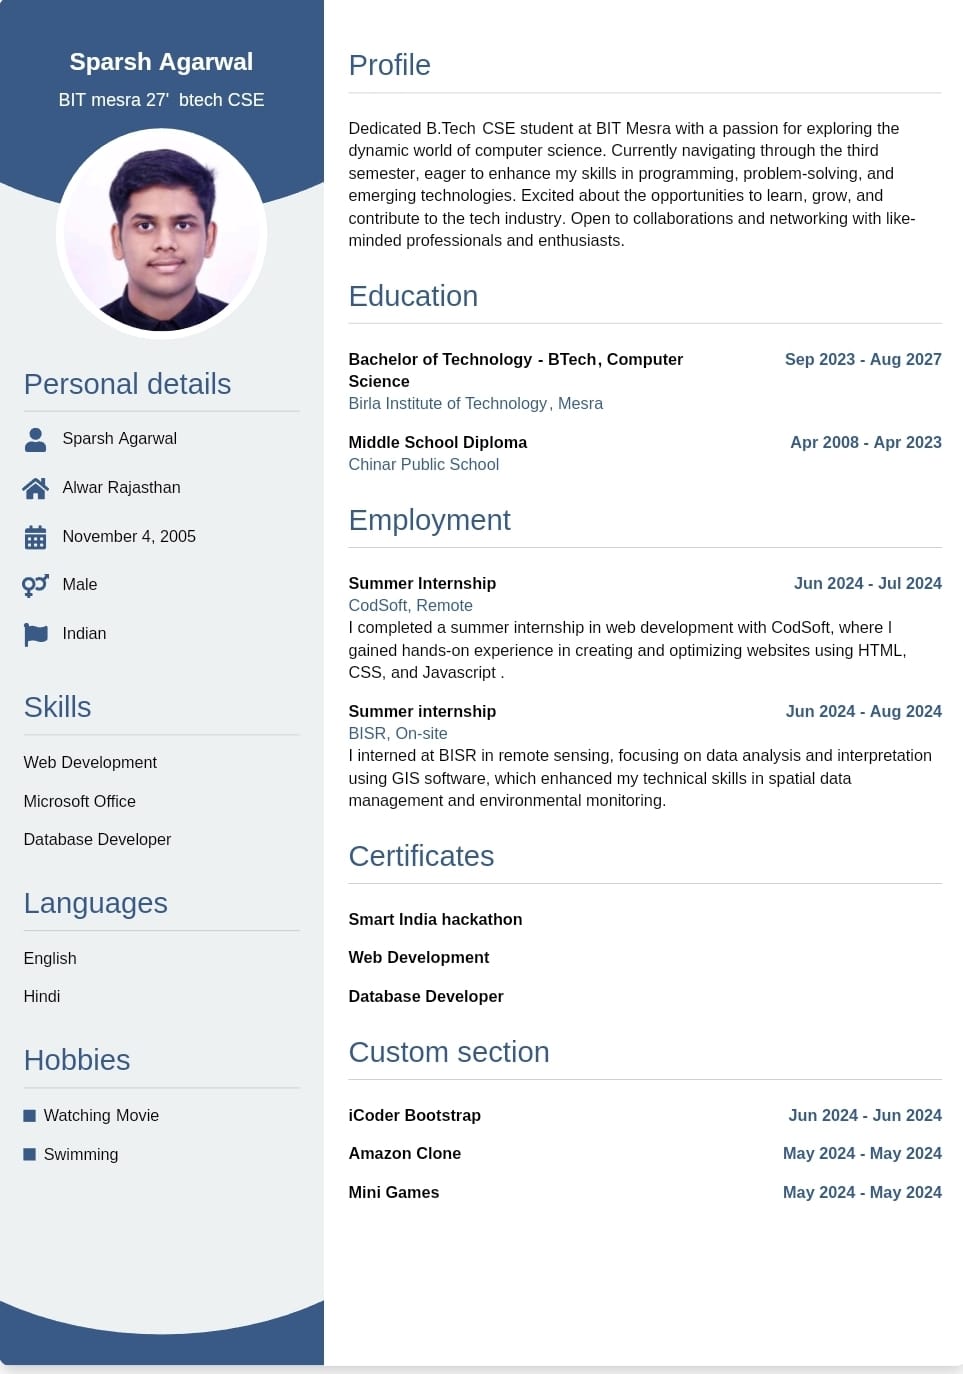 Sparsh Agarwal
BIT mesra 27'  btech CSE
Personal details
Sparsh Agarwal
Alwar Rajasthan
November 4, 2005
Male
Indian
Skills
Web Development
Microsoft Office
Database Developer
Languages
English
Hindi
Hobbies
Watching Movie
Swimming
Profile
Dedicated B.Tech  CSE student at BIT Mesra with a passion for exploring the
dynamic world of computer science. Currently navigating through the third
semester, eager to enhance my skills in programming, problem-solving, and
emerging technologies. Excited about the opportunities to learn, grow, and
contribute to the tech industry. Open to collaborations and networking with like-
minded professionals and enthusiasts.
Education
Bachelor of Technology - BTech, Computer Sep 2023 - Aug 2027
Science
Birla Institute of Technology, Mesra
Middle School Diploma Apr 2008 - Apr 2023
Chinar Public School
Employment
Summer Internship Jun 2024 - Jul 2024
CodSoft, Remote
I completed a summer internship in web development with CodSoft, where I
gained hands-on experience in creating and optimizing websites using HTML,
CSS, and Javascript .
Summer internship Jun 2024 - Aug 2024
BISR, On-site
I interned at BISR in remote sensing, focusing on data analysis and interpretation
using GIS software, which enhanced my technical skills in spatial data
management and environmental monitoring.
Certificates
Smart India hackathon
Web Development
Database Developer
Custom section
iCoder Bootstrap Jun 2024 - Jun 2024
Amazon Clone May 2024 - May 2024
Mini Games May 2024 - May 2024